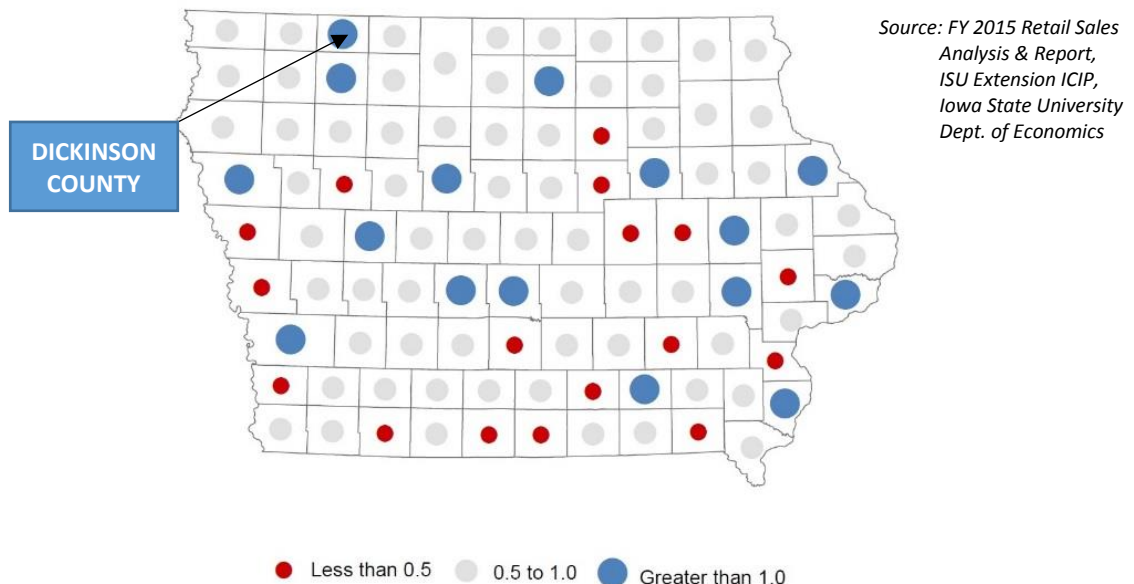 Source: FY 2015 Retail Sales
Analysis & Report,
ISU Extension ICIP,
Iowa State University
Dept. of Economics
DICKINSON
COUNTY
Less than 0.5
0.5 to 1.0
Greater than 1.0